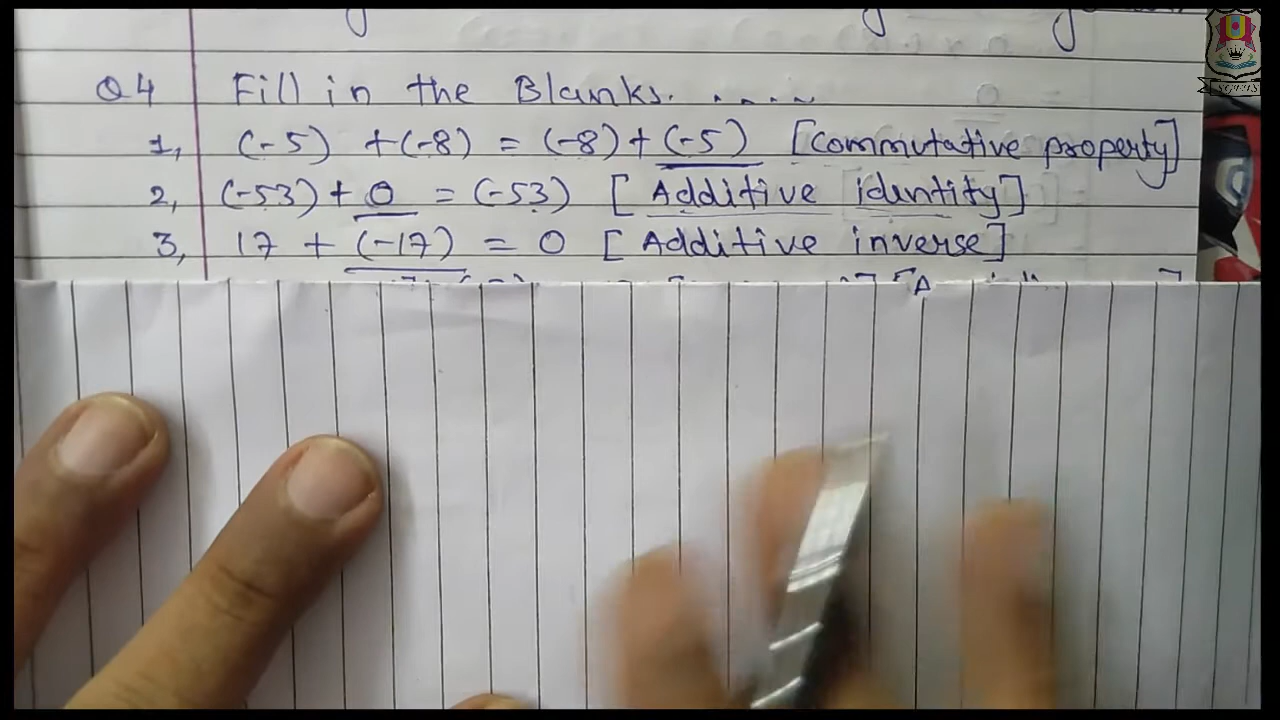 Q4 Fill in the Blanks. ....
1, (-5) + (-8) = (-8) + (-5) [Commutative property]
2, (-53) + 0 = (-53) [Additive identity]
3, 17 + (-17) = 0 [Additive inverse]